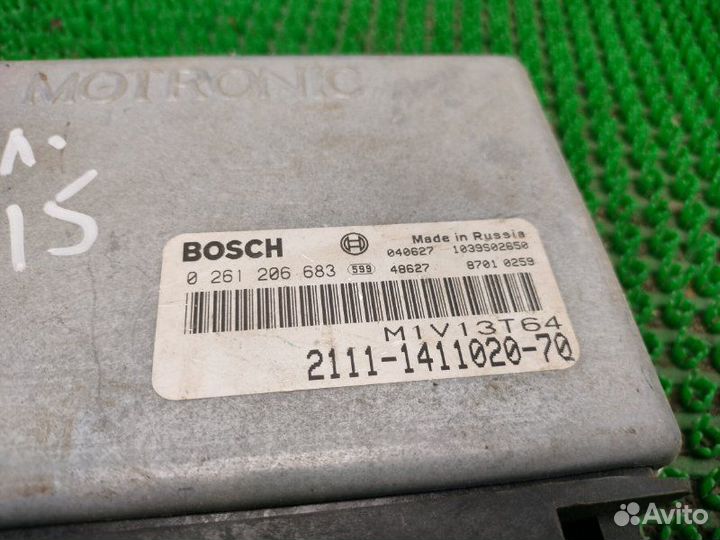 MOTRONIC
л.
15
BOSCH
Made in Russia
040627 1039S02850
0 261 206 683 599 48627 8701 0259
M1V13T64
2111-1411020-70
Avito